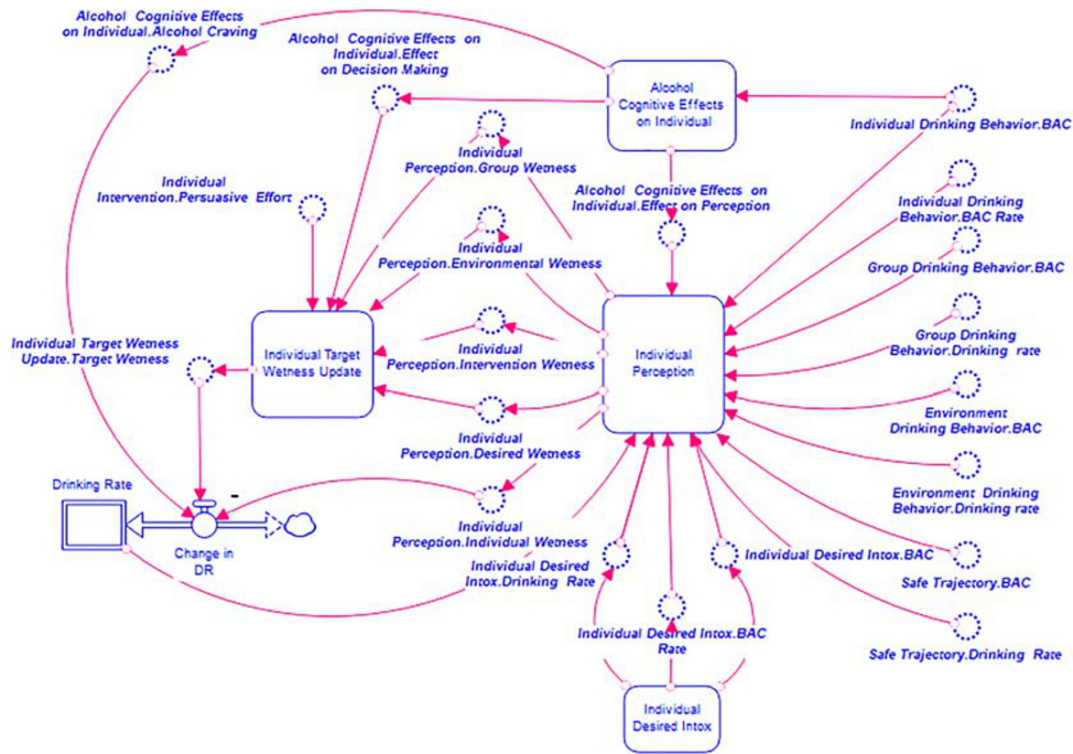 Alcohol Cognitive Effects
on Individual.Alcohol Craving
Alcohol Cognitive Effects on
Individual.Effect
on Decision Making
Alcohol
Cognitive Effects
on Individual
Individual Drinking Behavior.BAC
Individual
Perception.Group Wetness
Individual
Intervention.Persuasive Effort
Alcohol Cognitive Effects on
Individual.Effect on Perception
Individual Drinking
Behavior.BAC Rate
Individual
Perception.Environmental Wetness
Group Drinking Behavior.BAC
Individual Target Wetness
Update.Target Wetness
Individual Target
Wetness Update
Individual
Perception.Intervention Wetness
Individual
Perception
Group Drinking
Behavior.Drinking rate
Environment
Drinking Behavior.BAC
Individual
Perception.Desired Wetness
Drinking Rate
-
Change in
DR
Individual
Perception.Individual Wetness
Individual Desired
Intox.Drinking Rate
Individual Desired Intox.BAC
Environment Drinking
Behavior.Drinking rate
Safe Trajectory.BAC
Individual Desired Intox.BAC
Rate
Safe Trajectory.Drinking Rate
Individual
Desired Intox